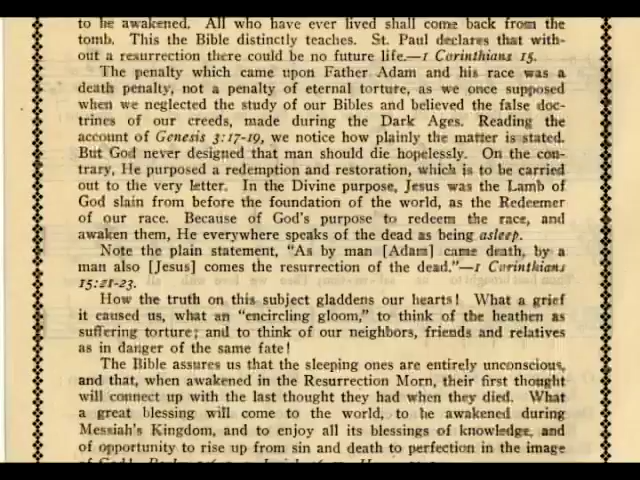 to be awakened. All who have ever lived shall come back from the
tomb. This the Bible distinctly teaches. St. Paul declares that with-
out a resurrection there could be no future life.—1 Corinthians 15.
The penalty which came upon Father Adam and his race was a
death penalty, not a penalty of eternal torture, as we once supposed
when we neglected the study of our Bibles and believed the false doc-
trines of our creeds, made during the Dark Ages. Reading the
account of Genesis 3:17-19, we notice how plainly the matter is stated.
But God never designed that man should die hopelessly. On the con-
trary, He purposed a redemption and restoration, which is to be carried
out to the very letter. In the Divine purpose, Jesus was the Lamb of
God slain from before the foundation of the world, as the Redeemer
of our race. Because of God's purpose to redeem the race, and
awaken them, He everywhere speaks of the dead as being asleep.
Note the plain statement, "As by man [Adam] came death, by a
man also [Jesus] comes the resurrection of the dead."—1 Corinthians
15:21-23.
How the truth on this subject gladdens our hearts! What a grief
it caused us, what an "encircling gloom," to think of the heathen as
suffering torture; and to think of our neighbors, friends and relatives
as in danger of the same fate!
The Bible assures us that the sleeping ones are entirely unconscious,
and that, when awakened in the Resurrection Morn, their first thought
will connect up with the last thought they had when they died. What
a great blessing will come to the world, to be awakened during
Messiah's Kingdom, and to enjoy all its blessings of knowledge, and
of opportunity to rise up from sin and death to perfection in the image